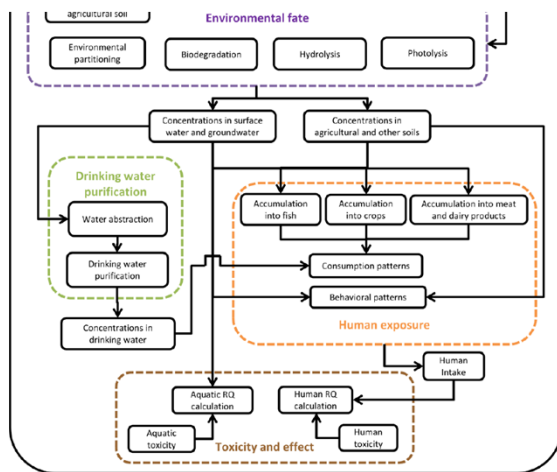 agricultural soil
Environmental fate
Environmental
partitioning
Biodegradation
Hydrolysis
Photolysis
Concentrations in surface
water and groundwater
Concentrations in
agricultural and other soils
Drinking water
purification
Water abstraction
Drinking water
purification
Concentrations in
drinking water
Accumulation
into fish
Accumulation
into crops
Accumulation into meat
and dairy products
Consumption patterns
Behavioral patterns
Human exposure
Human
Intake
Aquatic RQ
calculation
Human RQ
calculation
Aquatic
toxicity
Human
toxicity
Toxicity and effect